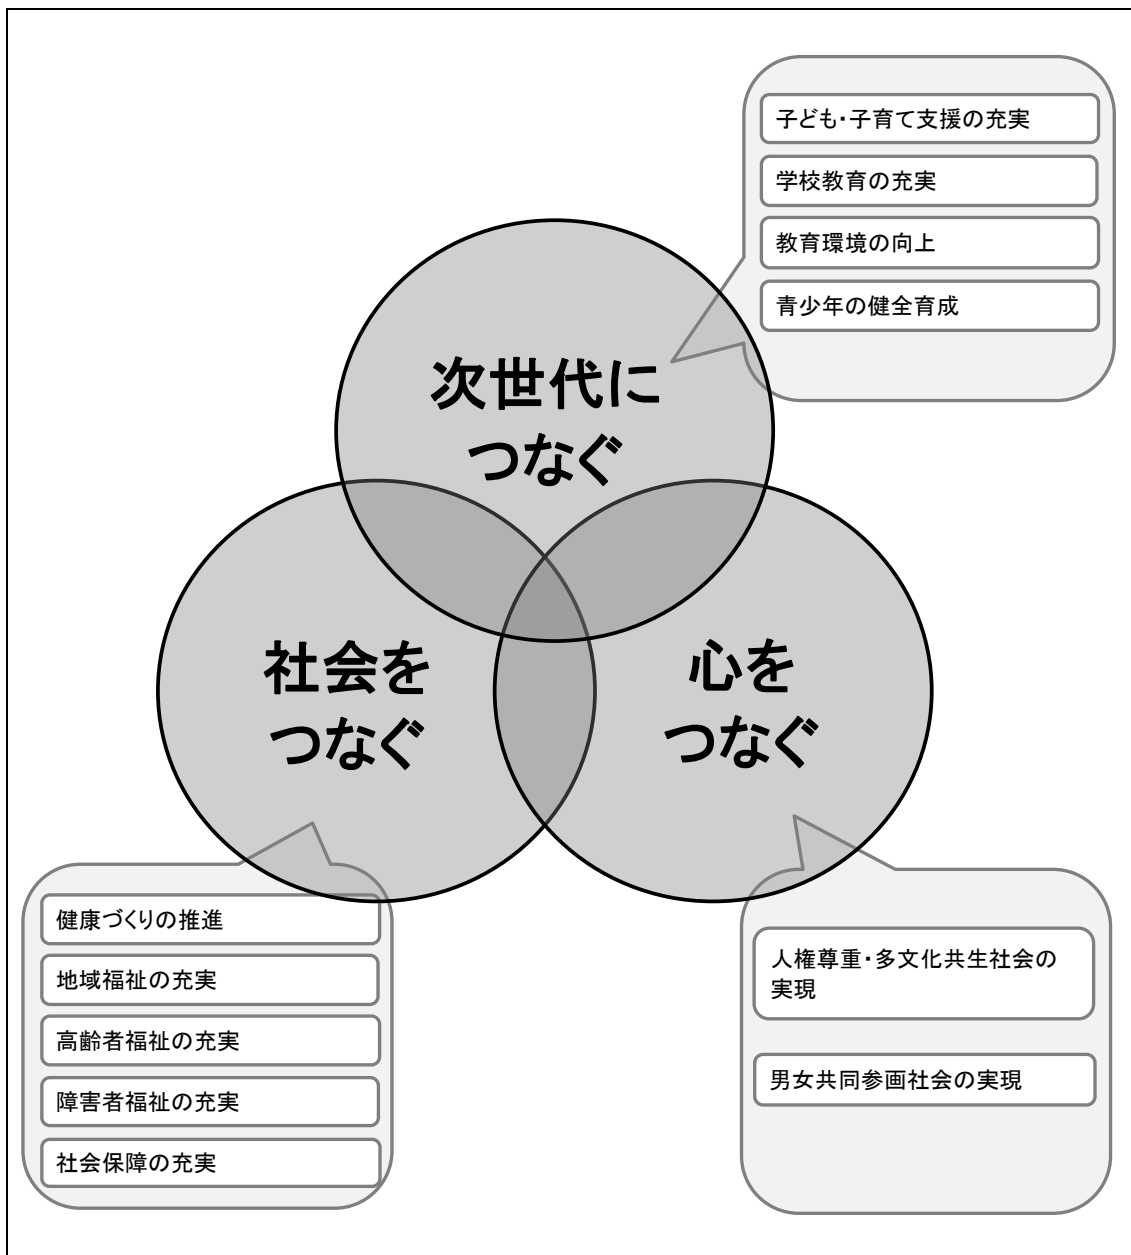 子ども・子育て支援の充実
学校教育の充実
教育環境の向上
青少年の健全育成
次世代に
つなぐ
社会を
つなぐ
心を
つなぐ
健康づくりの推進
地域福祉の充実
高齢者福祉の充実
障害者福祉の充実
社会保障の充実
人権尊重・多文化共生社会の
実現
男女共同参画社会の実現